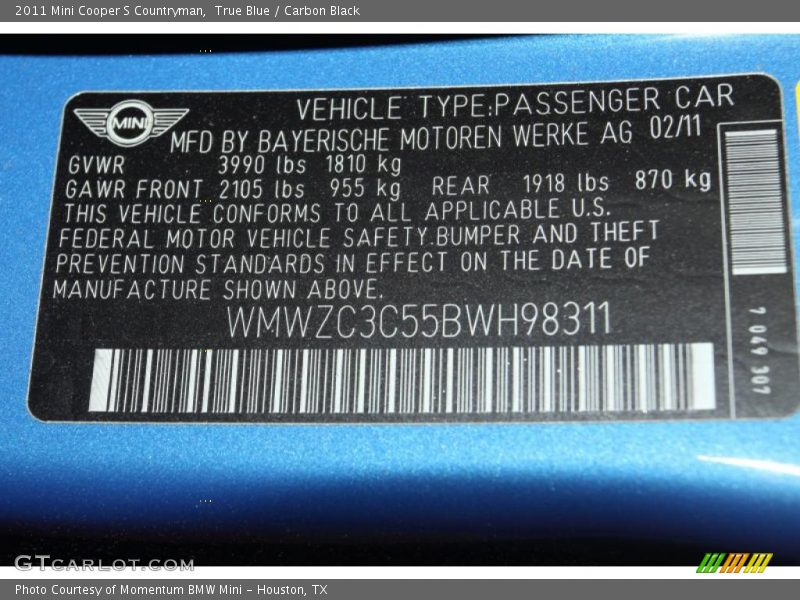 2011 Mini Cooper S Countryman,  True Blue / Carbon Black
MINI
VEHICLE TYPE.PASSENGER CAR
MFD BY BAYERISCHE MOTOREN WERKE AG 02/11
GVWR 3990 lbs 1810 kg
GAWR FRONT 2105 lbs 955 kg REAR 1918 lbs 870 kg
THIS VEHICLE CONFORMS TO ALL APPLICABLE U.S.
FEDERAL MOTOR VEHICLE SAFETY.BUMPER AND THEFT
PREVENTION STANDARDS IN EFFECT ON THE DATE OF
MANUFACTURE SHOWN ABOVE.
WMWZC3C55BWH98311
7 049 307
GTCARLOT.COM
Photo Courtesy of Momentum BMW Mini - Houston, TX